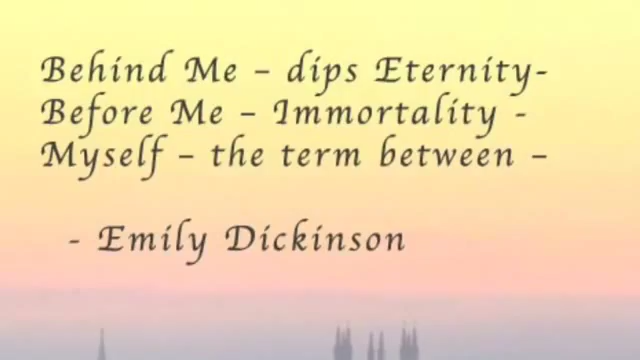 Behind Me – dips Eternity-
Before Me – Immortality -
Myself – the term between –
- Emily Dickinson